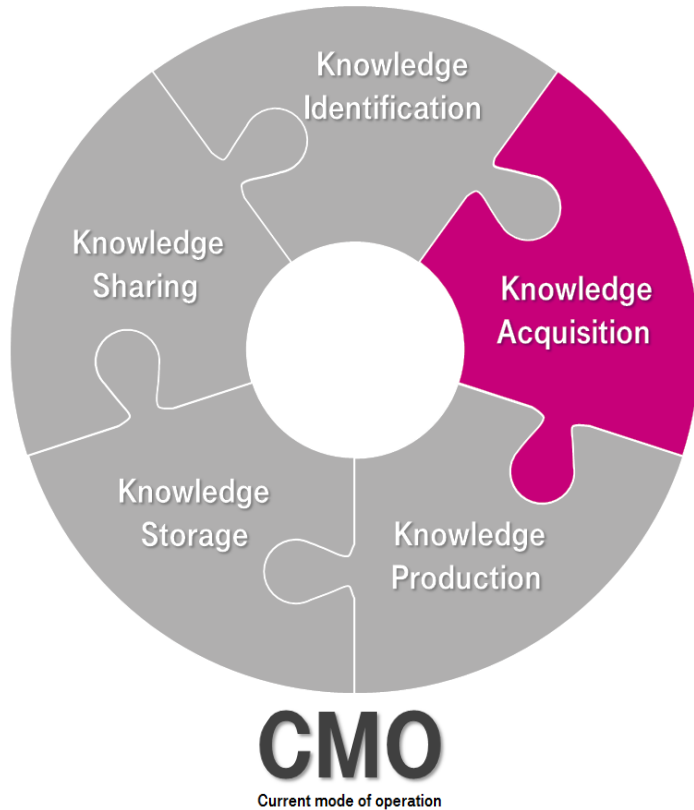 Knowledge
Identification
Knowledge
Acquisition
Knowledge
Production
Knowledge
Storage
Knowledge
Sharing
CMO
Current mode of operation